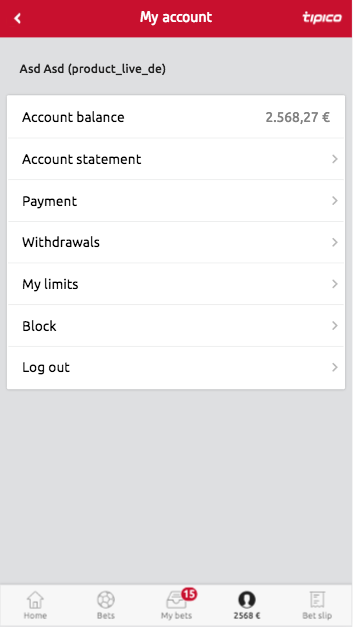 My account
tipico
Asd Asd (product_live_de)
Account balance 2.568,27 €
Account statement
Payment
Withdrawals
My limits
Block
Log out
15
Home Bets My bets 2568 € Bet slip